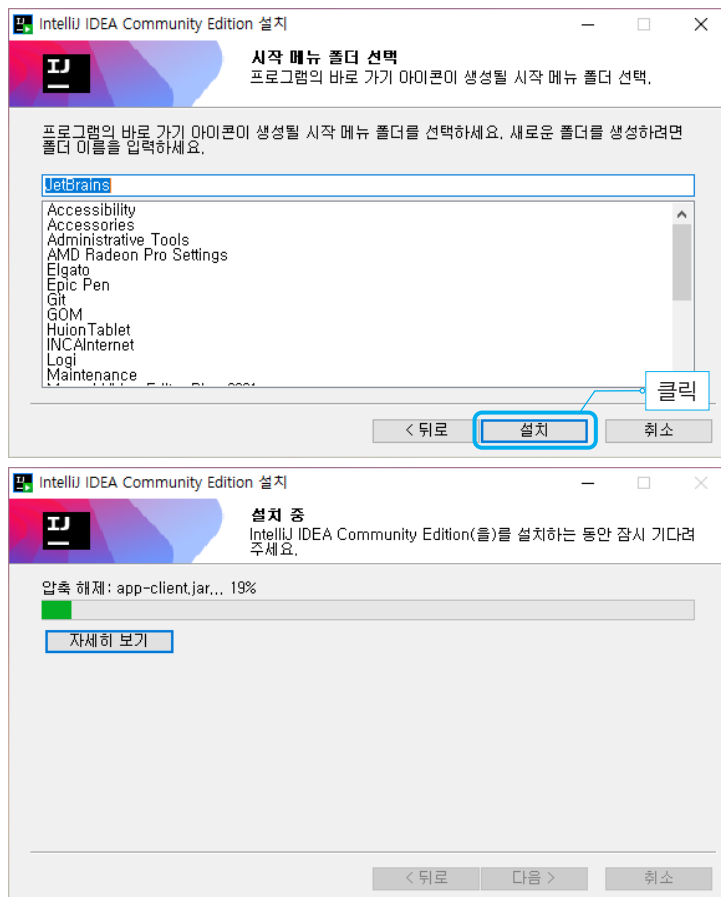 IntelliJ IDEA Community Edition 설치
IJ
시작 메뉴 폴더 선택
프로그램의 바로 가기 아이콘이 생성될 시작 메뉴 폴더 선택.
프로그램의 바로 가기 아이콘이 생성될 시작 메뉴 폴더를 선택하세요. 새로운 폴더를 생성하려면
폴더 이름을 입력하세요.
JetBrains
Accessibility
Accessories
Administrative Tools
AMD Radeon Pro Settings
Elgato
Epic Pen
Git
GOM
HuionTablet
INCAInternet
Logi
Maintenance
클릭
< 뒤로
설치
취소
IntelliJ IDEA Community Edition 설치
IJ
설치 중
IntelliJ IDEA Community Edition(을)를 설치하는 동안 잠시 기다려
주세요.
압축 해제: app-client.jar... 19%
자세히 보기
< 뒤로
다음 >
취소